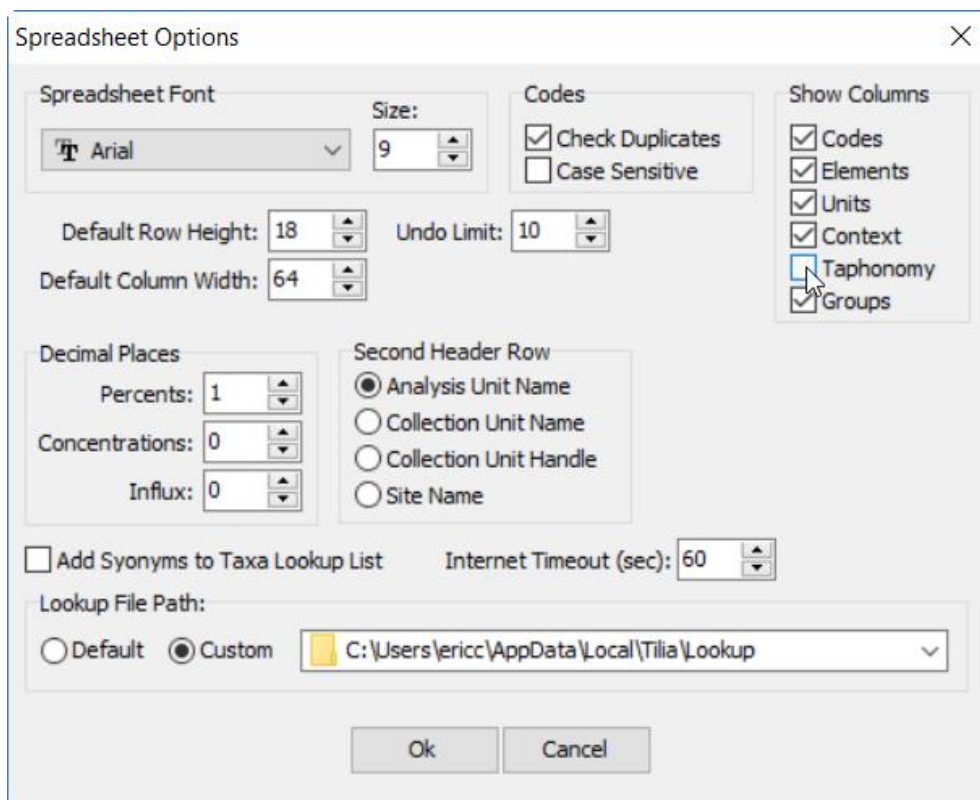 Spreadsheet Options
Spreadsheet Font
Size:
Arial
9
Codes
Check Duplicates
Case Sensitive
Show Columns
Codes
Elements
Units
Context
Taphonomy
Groups
Default Row Height: 18
Undo Limit: 10
Default Column Width: 64
Decimal Places
Percents: 1
Concentrations: 0
Influx: 0
Second Header Row
Analysis Unit Name
Collection Unit Name
Collection Unit Handle
Site Name
Add Synonyms to Taxa Lookup List
Internet Timeout (sec): 60
Lookup File Path:
Default
Custom
C:\Users\ericc\AppData\Local\Tilia\Lookup
Ok
Cancel